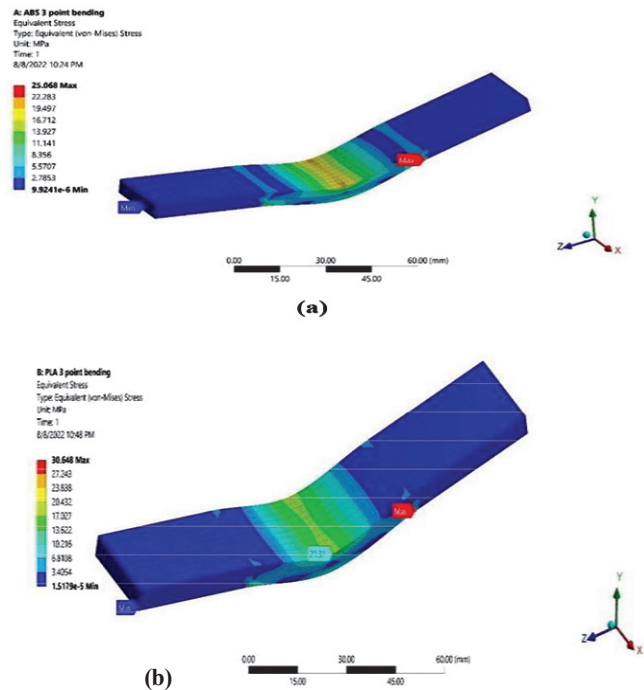 A: ABS 3 point bending
Equivalent Stress
Type: Equivalent (von-Mises) Stress
Unit: MPa
Time: 1
8/8/2022 10:24 PM
25.068 Max
22.283
19.497
16.712
13.927
11.141
8.356
5.5707
2.7853
9.9241e-6 Min
Max
Min
Y
Z
X
0.00 30.00 60.00 (mm)
15.00 45.00
(a)
B: PLA 3 point bending
Equivalent Stress
Type: Equivalent (von-Mises) Stress
Unit: MPa
Time: 1
8/8/2022 10:48 PM
30.648 Max
27.243
23.838
20.432
17.027
13.622
10.216
6.8108
3.4054
1.5179e-5 Min
21.21
Min
Y
Z
X
0.00 30.00 60.00 (mm)
15.00 45.00
(b)